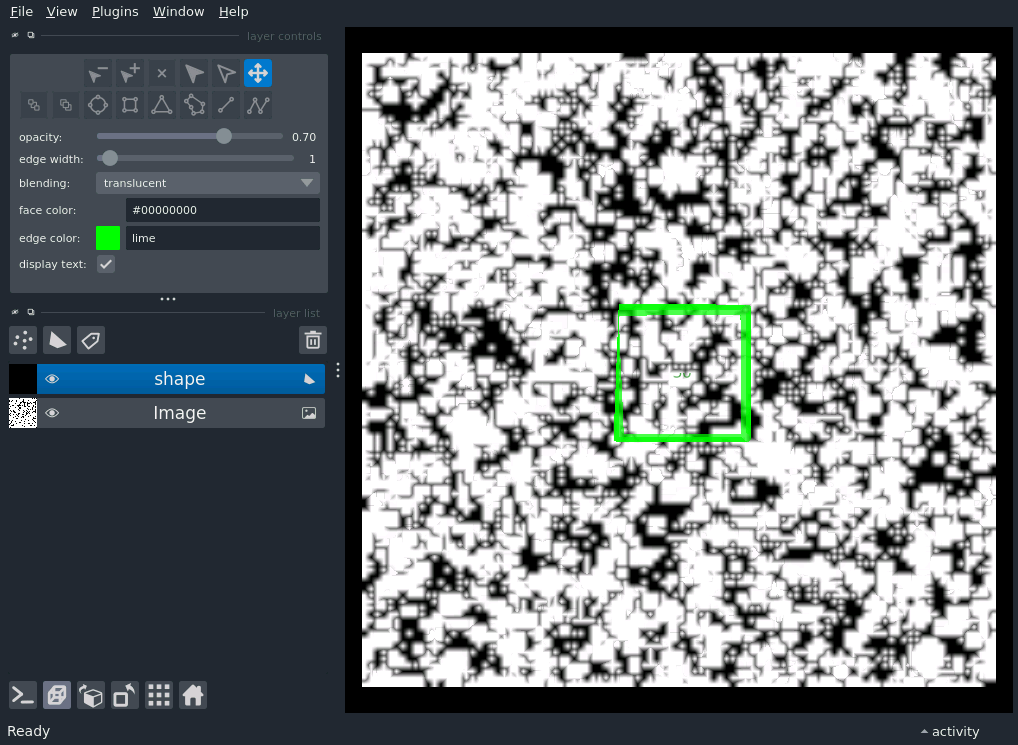 File View Plugins Window Help
layer controls
opacity: 0.70
edge width: 1
blending: translucent
face color: #00000000
edge color: lime
display text:
layer list
shape
Image
Ready
activity